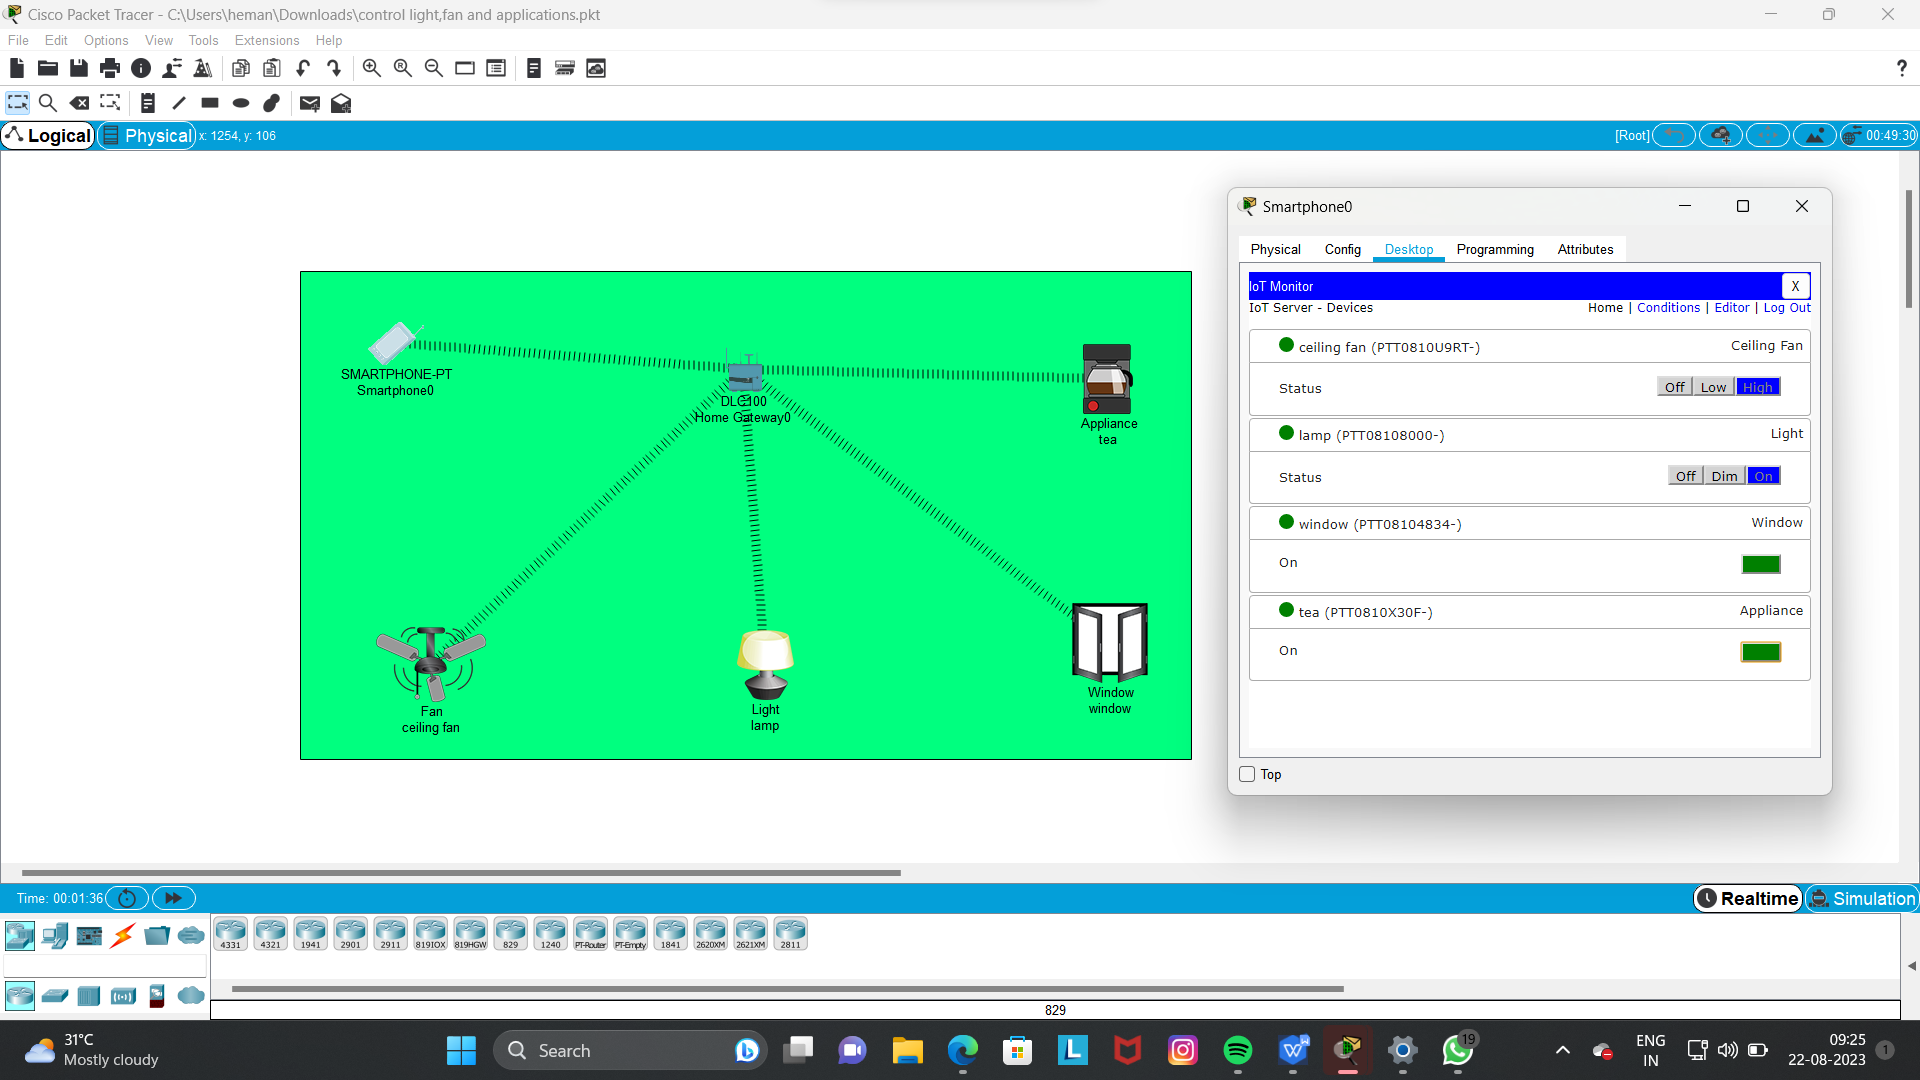 Cisco Packet Tracer - C:\Users\heman\Downloads\control light,fan and applications.pkt
File Edit Options View Tools Extensions Help
?
Logical Physical x: 1254, y: 106 [Root] 00:49:30
SMARTPHONE-PT
Smartphone0
DLC100
Home Gateway0
Appliance
tea
Fan
ceiling fan
Light
lamp
Window
window
Smartphone0
Physical Config Desktop Programming Attributes
IoT Monitor X
IoT Server - Devices Home | Conditions | Editor | Log Out
ceiling fan (PTT0810U9RT-) Ceiling Fan
Status Off Low High
lamp (PTT08108000-) Light
Status Off Dim On
window (PTT08104834-) Window
On
tea (PTT0810X30F-) Appliance
On
Top
Time: 00:01:36 Realtime Simulation
4331 4321 1941 2901 2911 819IOX 819HGW 829 1240 PT-Router PT-Empty 1841 2620XM 2621XM 2811
829
31°C
Mostly cloudy
Search
L
W
19
ENG
IN
09:25
22-08-2023
1